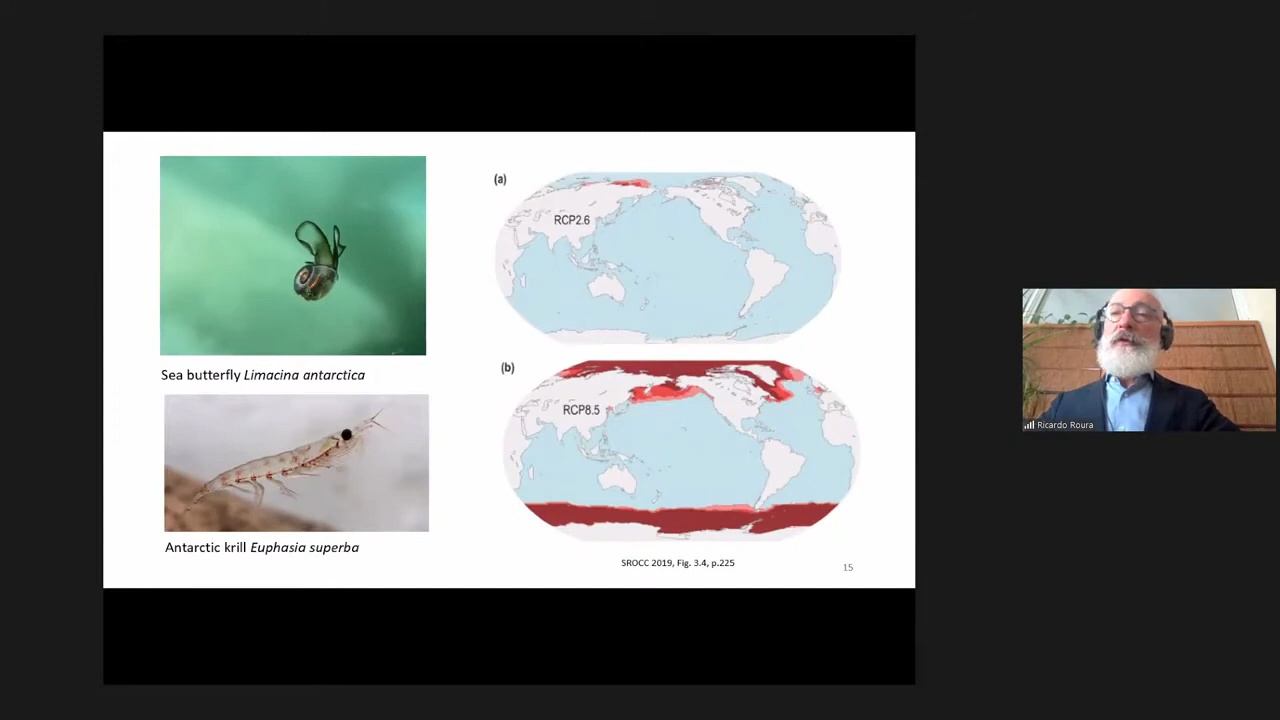 Sea butterfly Limacina antarctica
Antarctic krill Euphasia superba
(a)
RCP2.6
(b)
RCP8.5
SROCC 2019, Fig. 3.4, p.225
15
Ricardo Roura